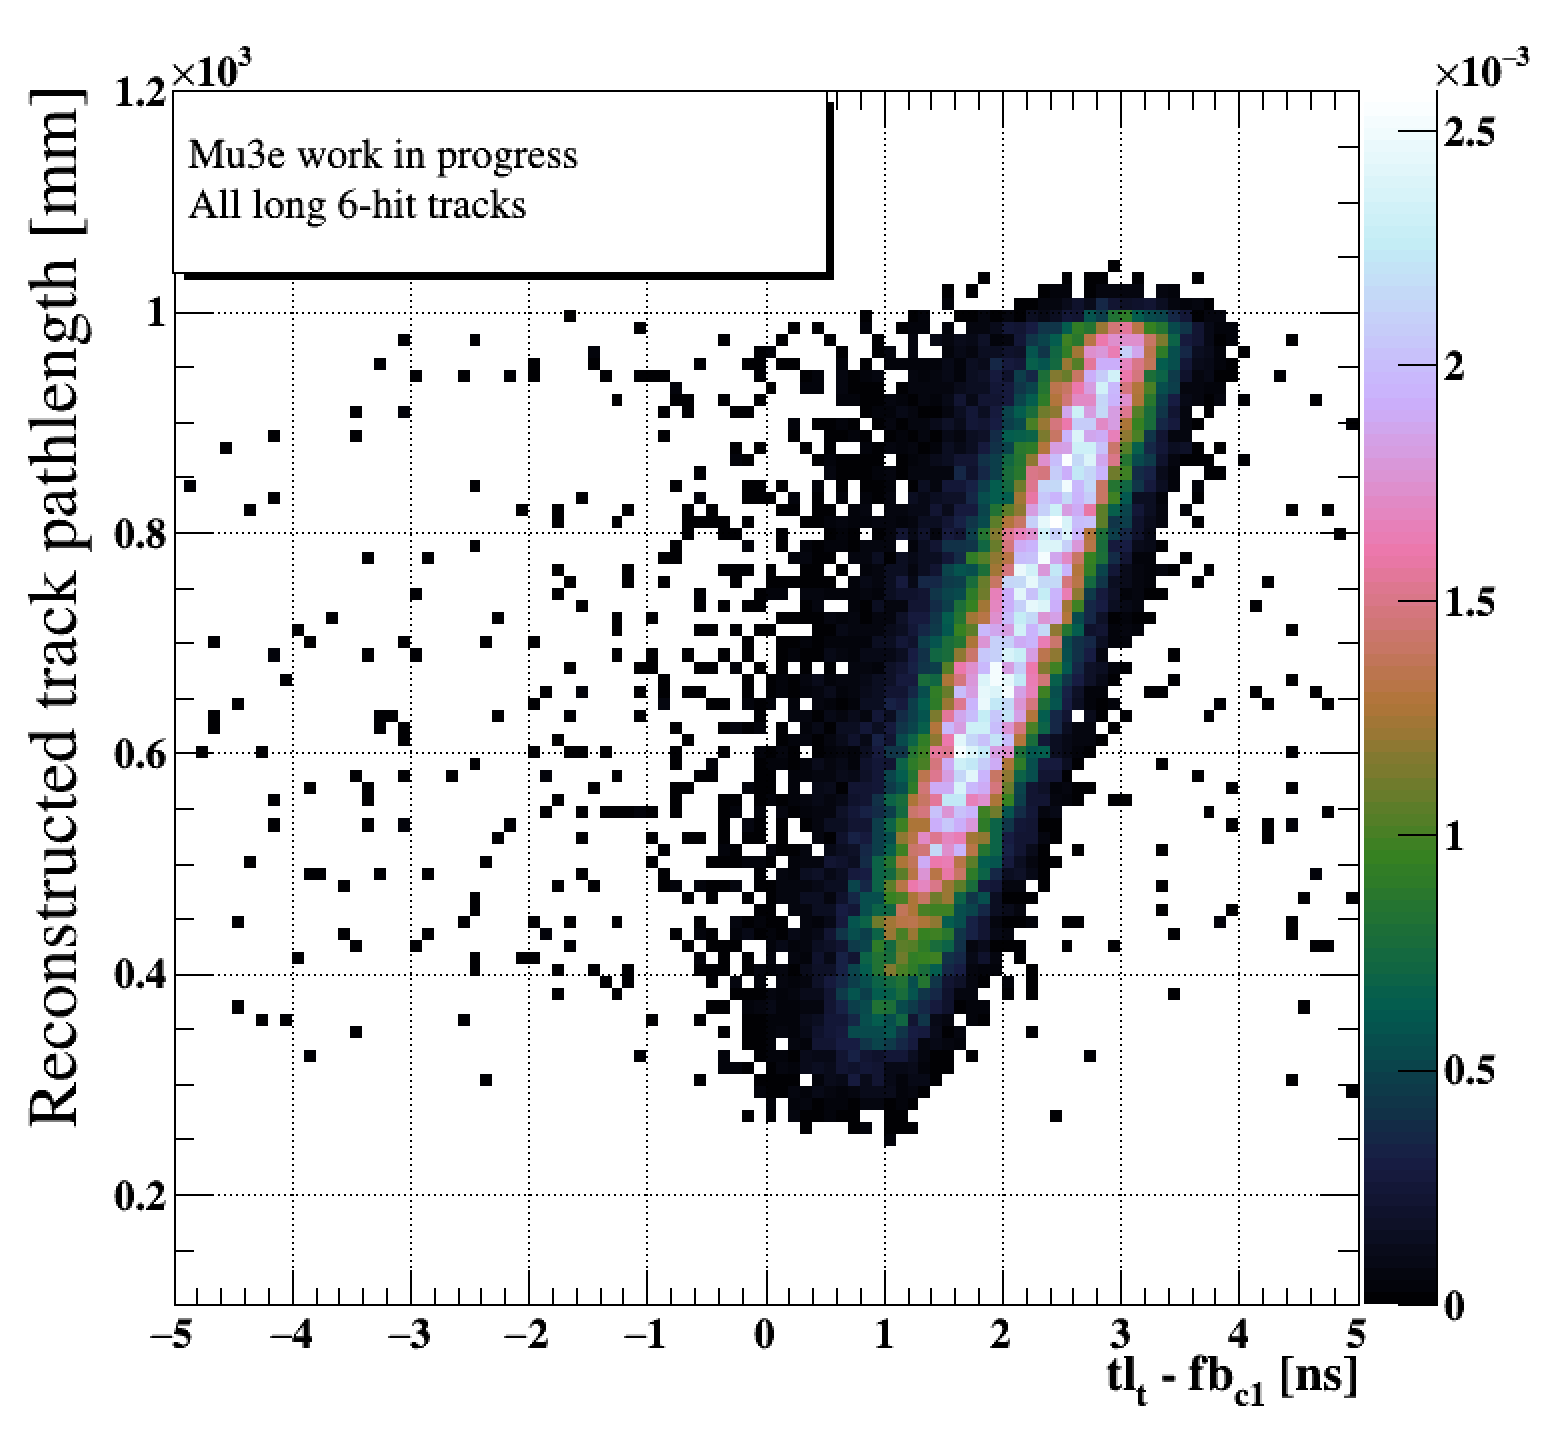 ×10³
×10⁻³
1.2
Mu3e work in progress
All long 6-hit tracks
Reconstructed track pathlength [mm]
1
0.8
0.6
0.4
0.2
2.5
2
1.5
1
0.5
0
−5 −4 −3 −2 −1 0 1 2 3 4 5
tlₜ - fb_c1 [ns]